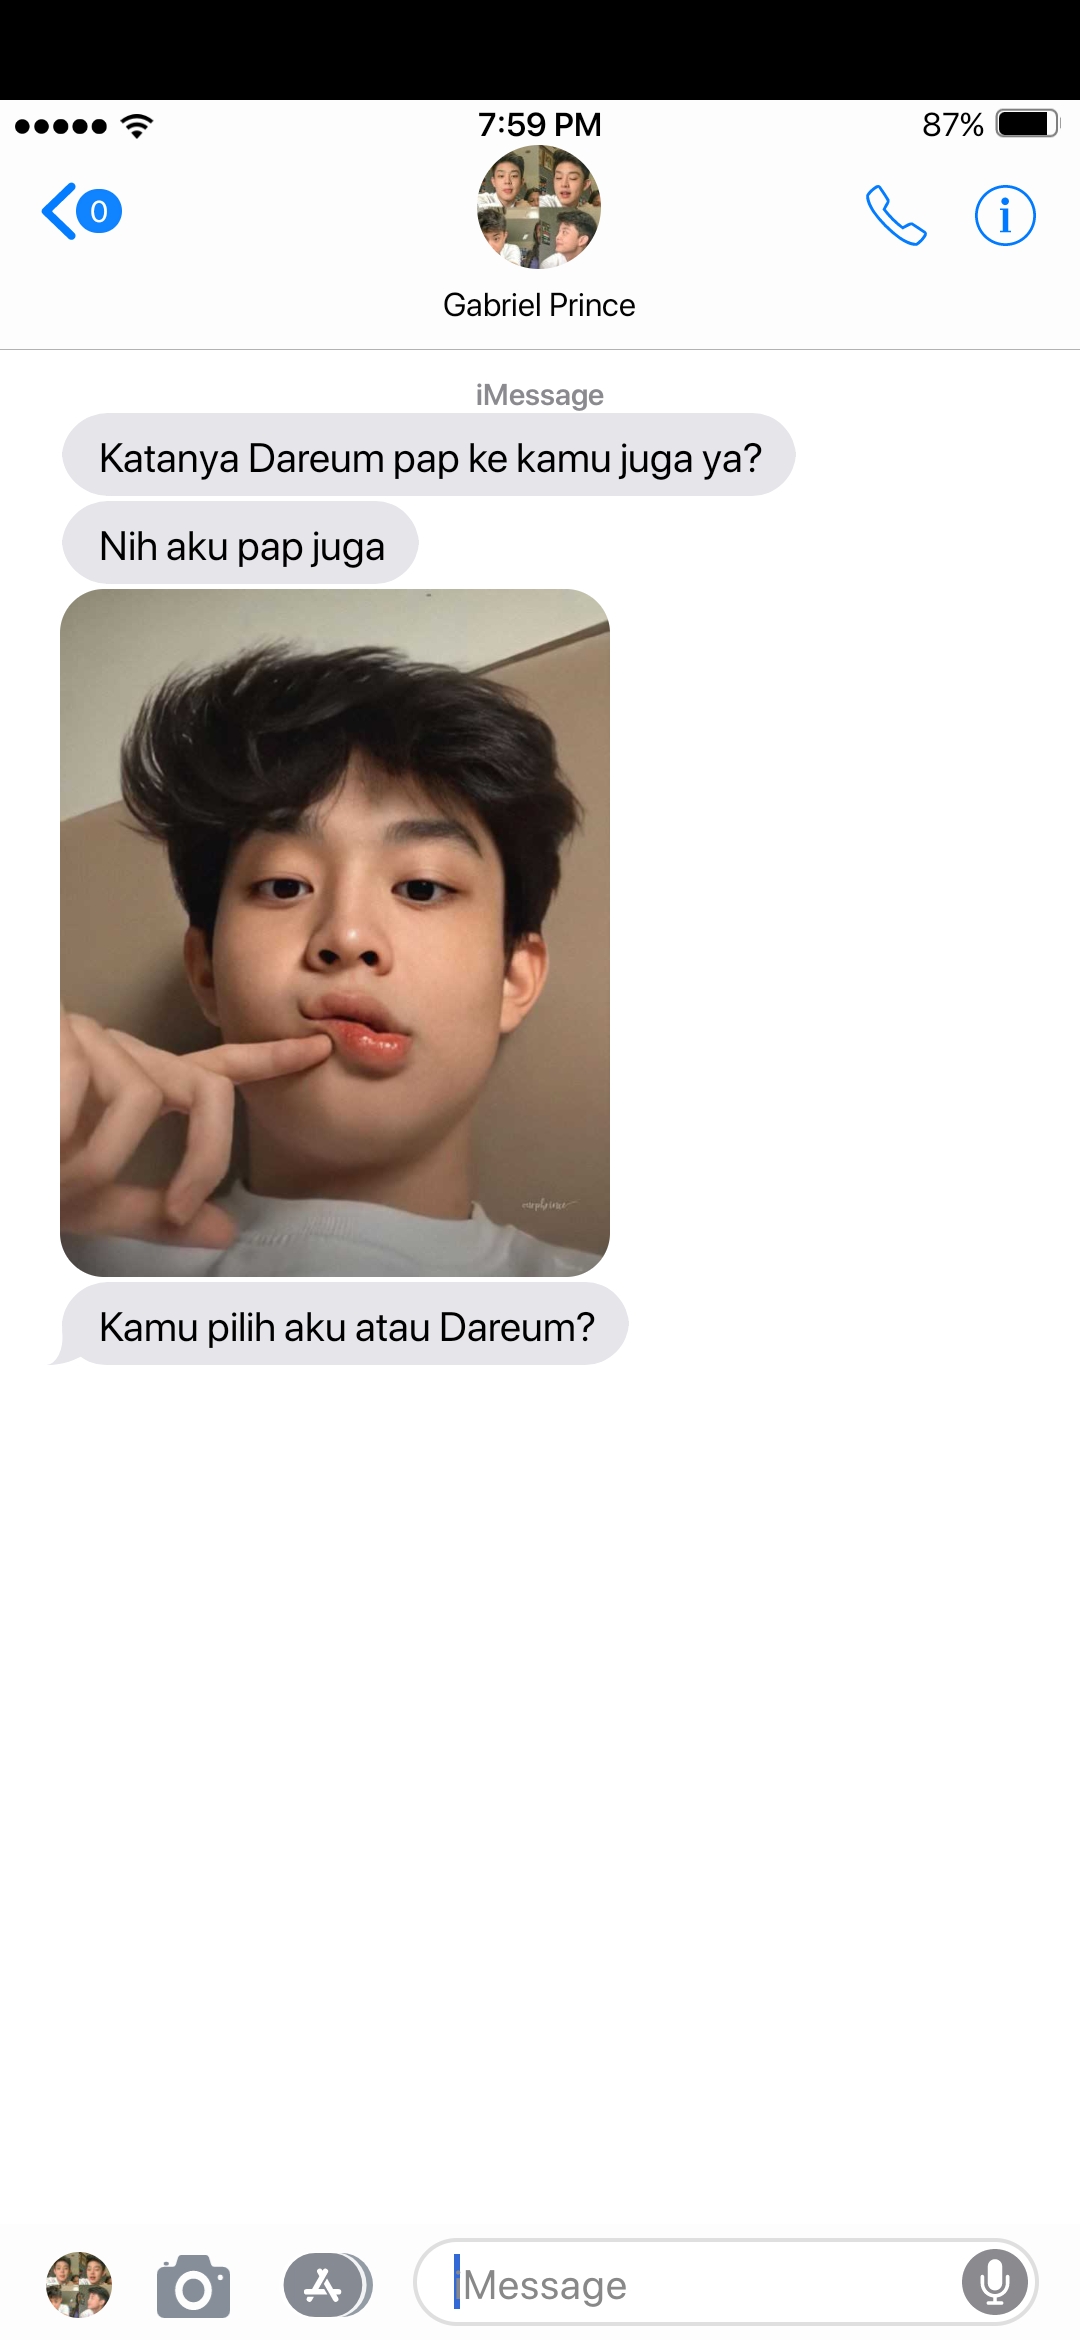 7:59 PM
87%
0
Gabriel Prince
iMessage
Katanya Dareum pap ke kamu juga ya?
Nih aku pap juga
Kamu pilih aku atau Dareum?
iMessage